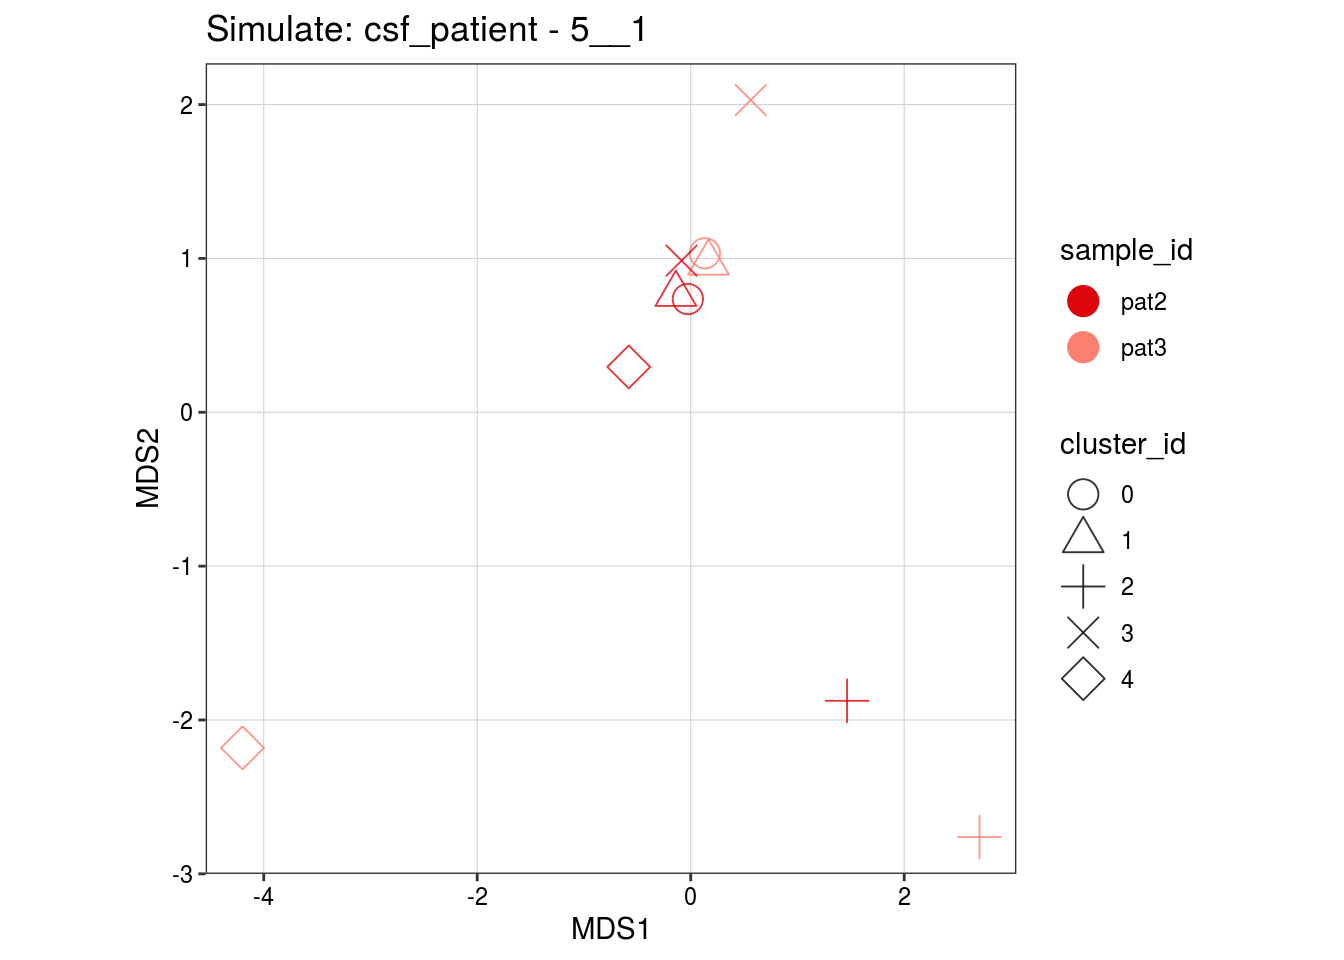 Simulate: csf_patient - 5__1
2
1
0
-1
-2
-3
MDS2
-4
-2
0
2
MDS1
sample_id
pat2
pat3
cluster_id
0
1
2
3
4